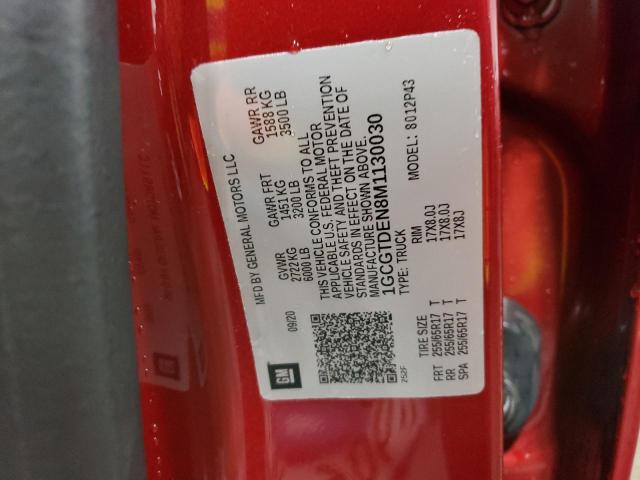 MFD BY GENERAL MOTORS LLC
GM 09/20 GVWR GAWR FRT GAWR RR
2722 KG 1451 KG 1588 KG
6000 LB 3200 LB 3500 LB
THIS VEHICLE CONFORMS TO ALL
APPLICABLE U.S. FEDERAL MOTOR
VEHICLE SAFETY AND THEFT PREVENTION
STANDARDS IN EFFECT ON THE DATE OF
MANUFACTURE SHOWN ABOVE.
1GCGTDEN8M1130030
TYPE: TRUCK MODEL: 8012P43
TIRE SIZE RIM
FRT 255/65R17 T 17X8.0J
RR 255/65R17 T 17X8.0J
SPA 255/65R17 T 17X8J